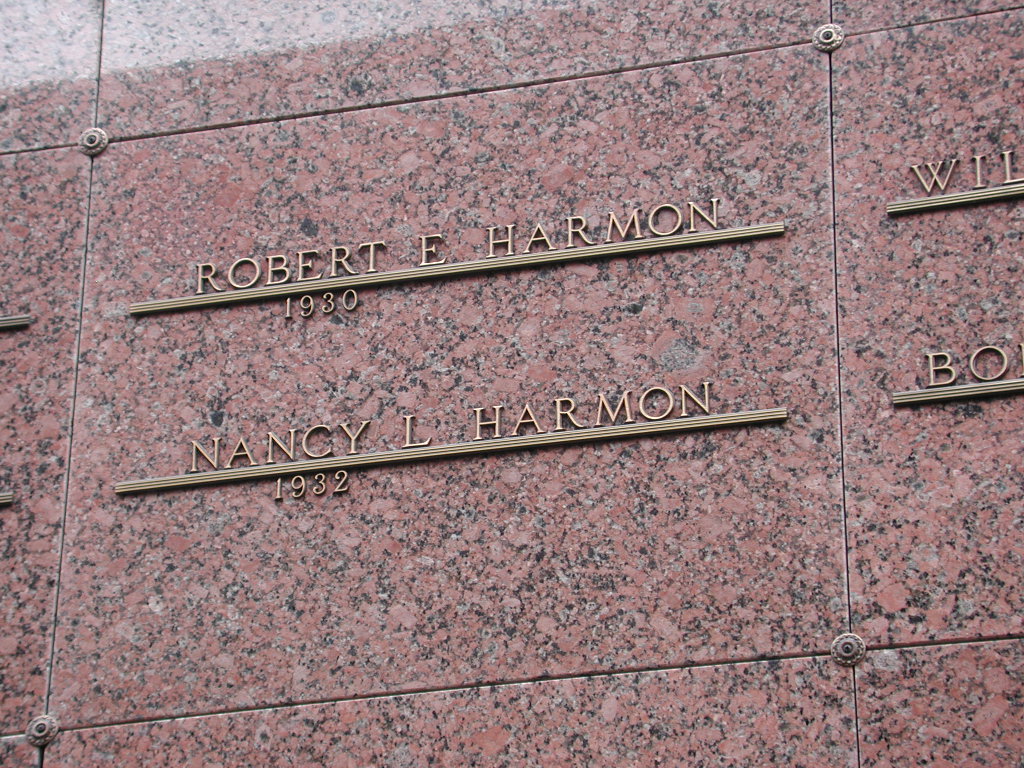 ROBERT E HARMON
1930
NANCY L HARMON
1932